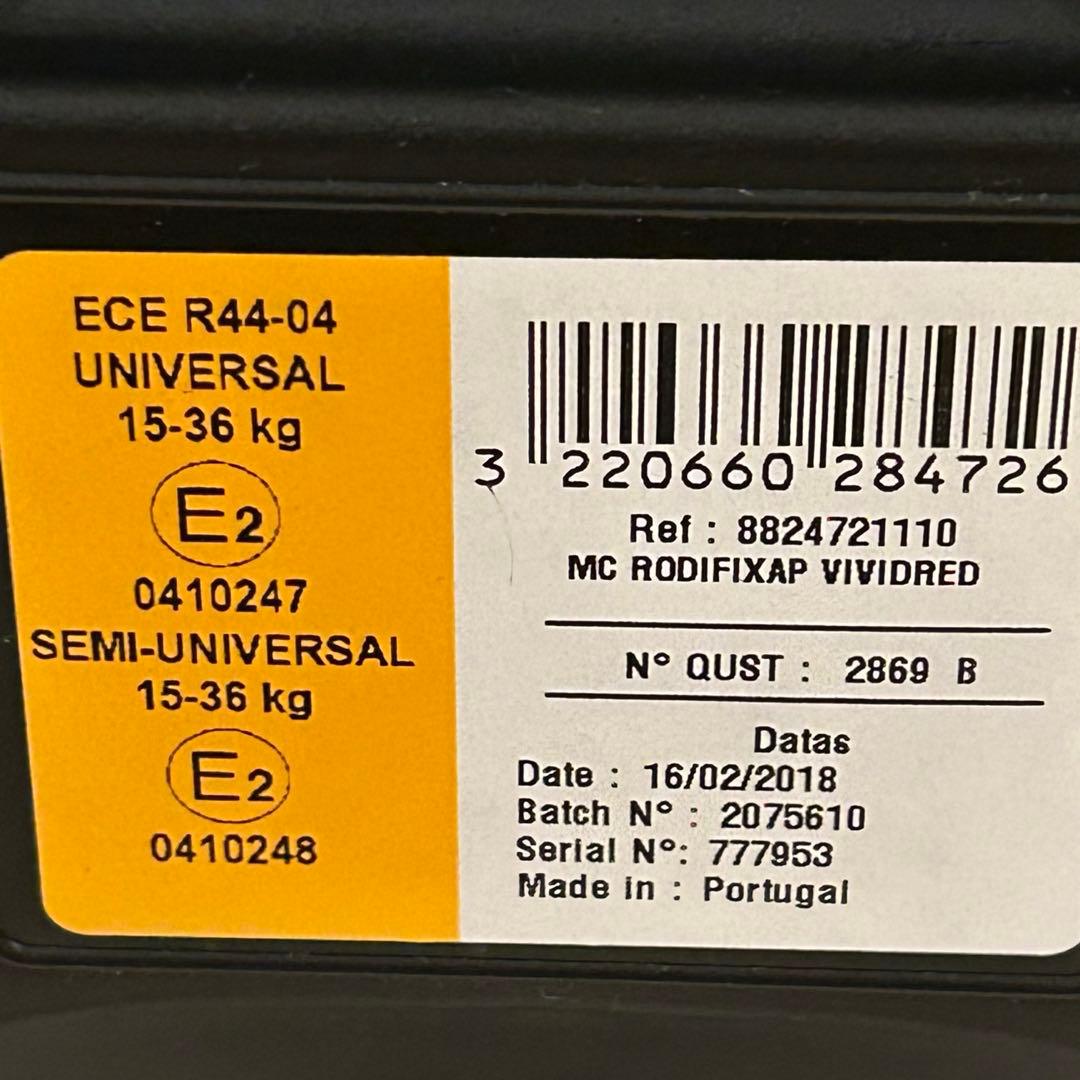 ECE R44-04
UNIVERSAL
15-36 kg
E2
0410247
SEMI-UNIVERSAL
15-36 kg
E2
0410248
3 220660 284726
Ref : 8824721110
MC RODIFIXAP VIVIDRED
N° QUST : 2869 B
Datas
Date : 16/02/2018
Batch N° : 2075610
Serial N°: 777953
Made in : Portugal